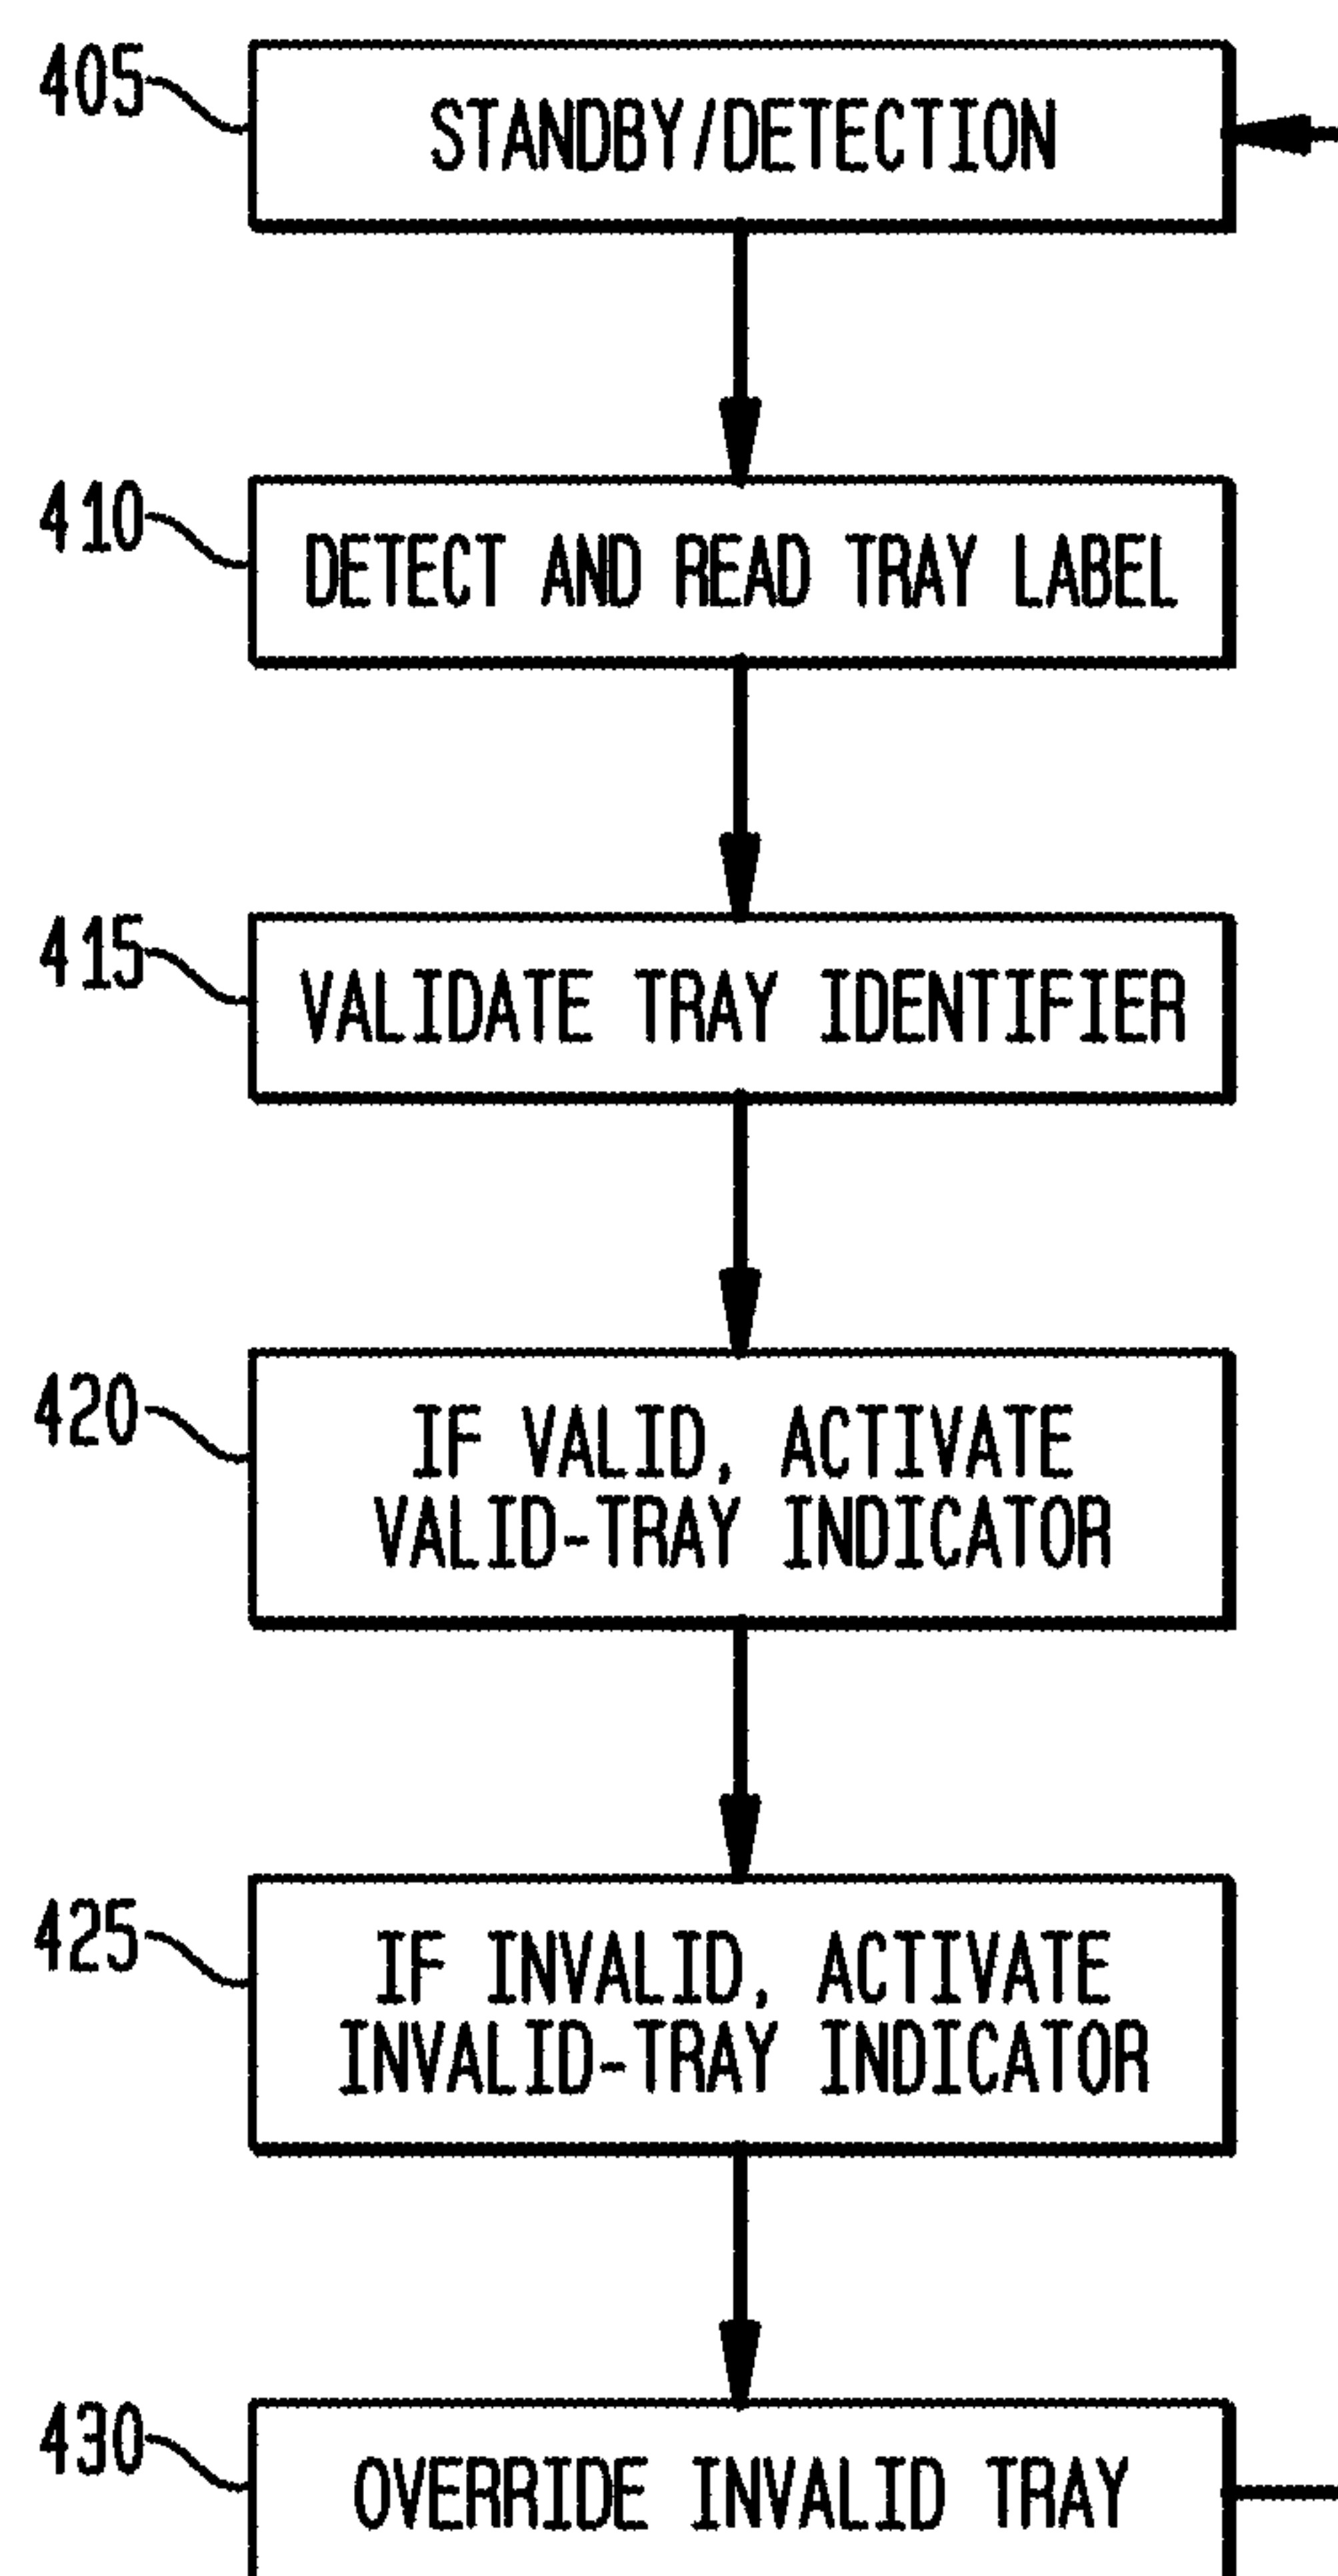 405
STANDBY/DETECTION
410
DETECT AND READ TRAY LABEL
415
VALIDATE TRAY IDENTIFIER
420
IF VALID, ACTIVATE
VALID-TRAY INDICATOR
425
IF INVALID, ACTIVATE
INVALID-TRAY INDICATOR
430
OVERRIDE INVALID TRAY